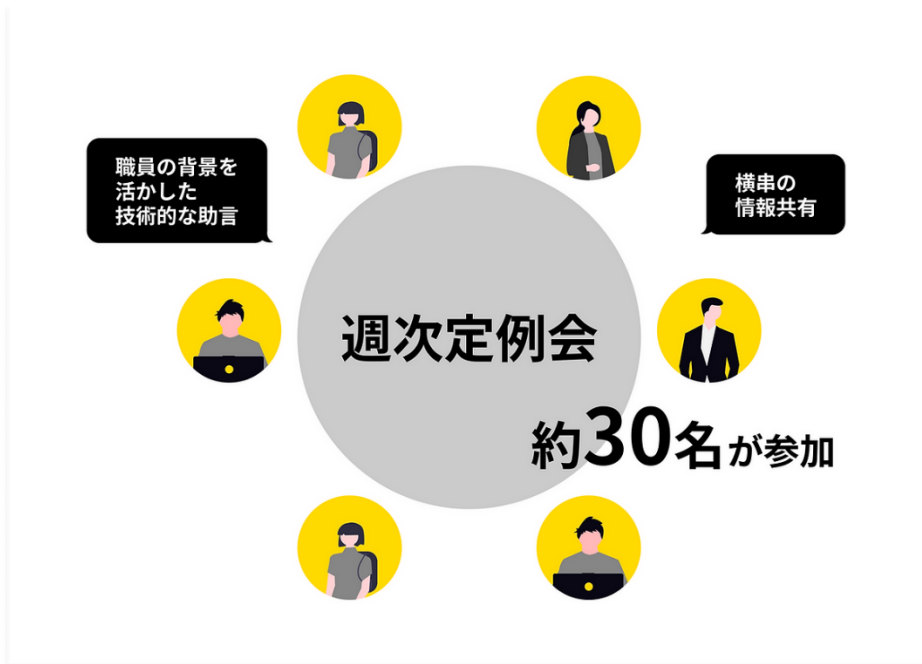 職員の背景を
活かした
技術的な助言
横串の
情報共有
週次定例会
約30名が参加